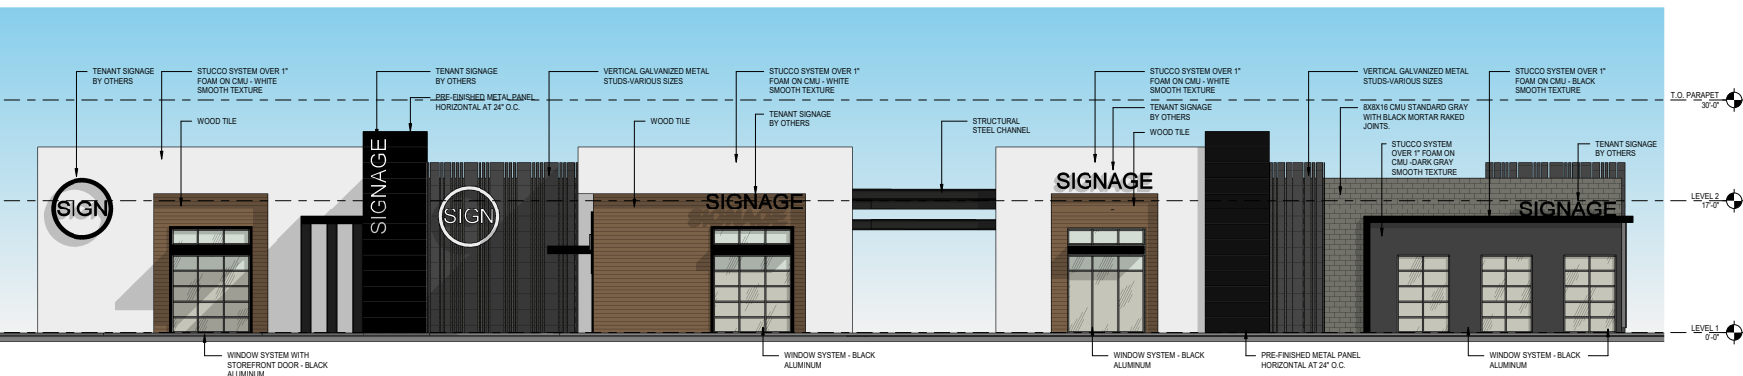 TENANT SIGNAGE
BY OTHERS
STUCCO SYSTEM OVER 1"
FOAM ON CMU - WHITE
SMOOTH TEXTURE
TENANT SIGNAGE
BY OTHERS
PRE-FINISHED METAL PANEL
HORIZONTAL AT 24" O.C.
VERTICAL GALVANIZED METAL
STUDS-VARIOUS SIZES
STUCCO SYSTEM OVER 1"
FOAM ON CMU - WHITE
SMOOTH TEXTURE
STUCCO SYSTEM OVER 1"
FOAM ON CMU - WHITE
SMOOTH TEXTURE
VERTICAL GALVANIZED METAL
STUDS-VARIOUS SIZES
STUCCO SYSTEM OVER 1"
FOAM ON CMU - BLACK
SMOOTH TEXTURE
T.O. PARAPET
30'-0"
WOOD TILE
WOOD TILE
TENANT SIGNAGE
BY OTHERS
STRUCTURAL
STEEL CHANNEL
TENANT SIGNAGE
BY OTHERS
WOOD TILE
8X8X16 CMU STANDARD GRAY
WITH BLACK MORTAR RAKED
JOINTS.
STUCCO SYSTEM
OVER 1" FOAM ON
CMU -DARK GRAY
SMOOTH TEXTURE
TENANT SIGNAGE
BY OTHERS
SIGN
SIGNAGE
SIGN
SIGNAGE
SIGNAGE
SIGNAGE
LEVEL 2
17'-0"
LEVEL 1
0'-0"
WINDOW SYSTEM WITH
STOREFRONT DOOR - BLACK
ALUMINUM
WINDOW SYSTEM - BLACK
ALUMINUM
WINDOW SYSTEM - BLACK
ALUMINUM
PRE-FINISHED METAL PANEL
HORIZONTAL AT 24" O.C.
WINDOW SYSTEM - BLACK
ALUMINUM